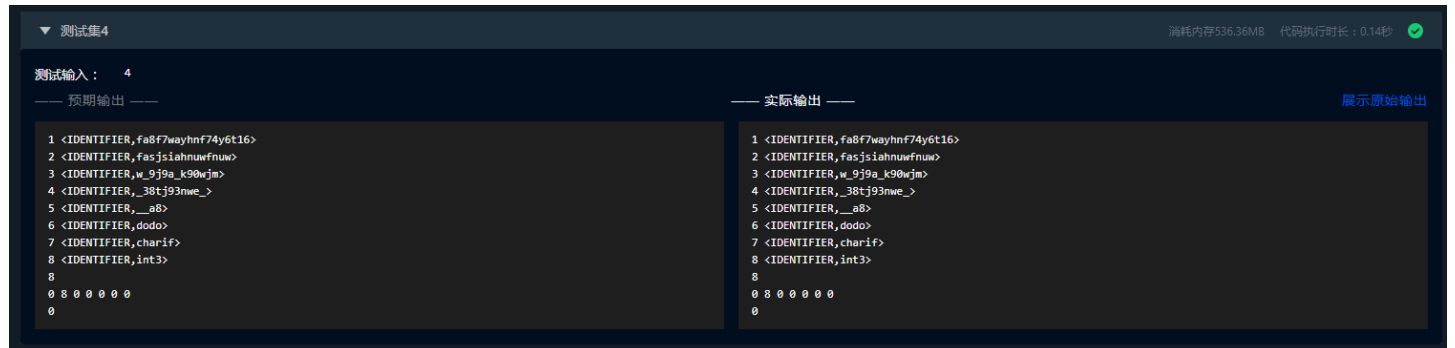 ▼ 测试集4 消耗内存536.36MB 代码执行时长：0.14秒
测试输入： 4
—— 预期输出 ——
1 <IDENTIFIER,fa8f7wayhnf74y6t16>
2 <IDENTIFIER,fasjsiahnuwfnuw>
3 <IDENTIFIER,w_9j9a_k90wjm>
4 <IDENTIFIER,_38tj93nwe_>
5 <IDENTIFIER,__a8>
6 <IDENTIFIER,dodo>
7 <IDENTIFIER,charif>
8 <IDENTIFIER,int3>
8
0 8 0 0 0 0 0
0
—— 实际输出 —— 展示原始输出
1 <IDENTIFIER,fa8f7wayhnf74y6t16>
2 <IDENTIFIER,fasjsiahnuwfnuw>
3 <IDENTIFIER,w_9j9a_k90wjm>
4 <IDENTIFIER,_38tj93nwe_>
5 <IDENTIFIER,__a8>
6 <IDENTIFIER,dodo>
7 <IDENTIFIER,charif>
8 <IDENTIFIER,int3>
8
0 8 0 0 0 0 0
0